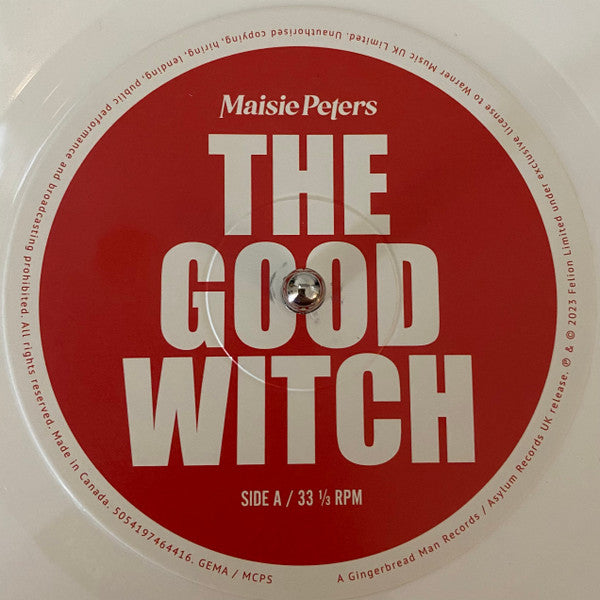 Maisie Peters
THE
GOOD
WITCH
SIDE A / 33 ⅓ RPM
A Gingerbread Man Records / Asylum Records UK release. ℗ & © 2023 Felion Limited under exclusive license to Warner Music UK Limited. Unauthorised copying, hiring, lending, public performance and broadcasting prohibited. All rights reserved. Made in Canada. 5054197464416. GEMA / MCPS